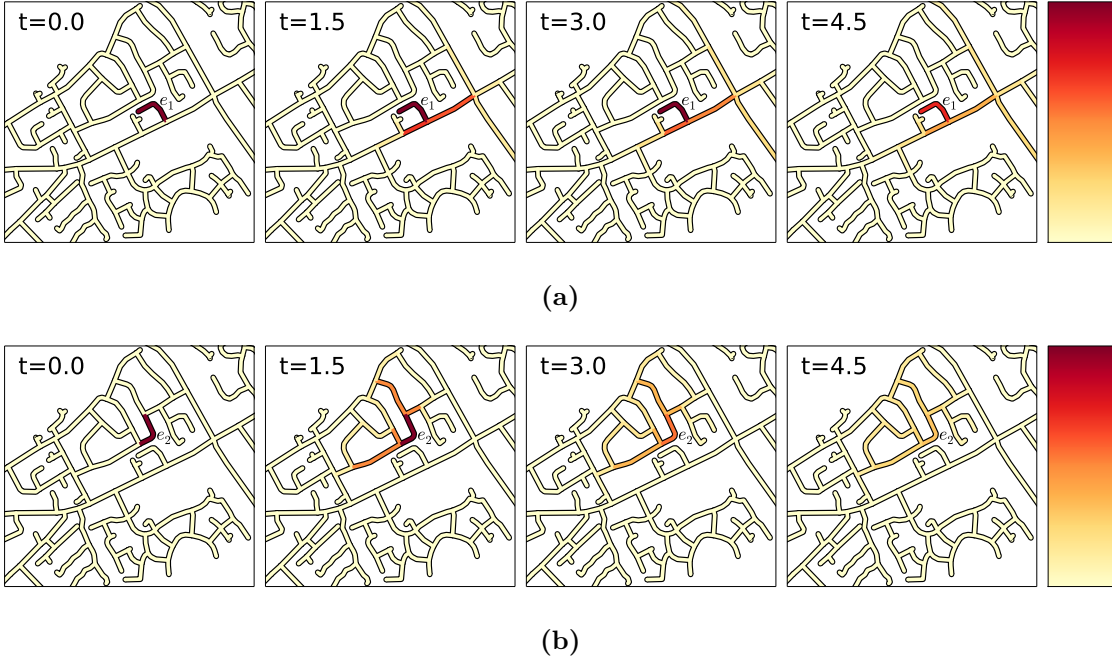 t=0.0 t=1.5 t=3.0 t=4.5
e₁ e₁ e₁ e₁
(a)
t=0.0 t=1.5 t=3.0 t=4.5
e₂ e₂ e₂ e₂
(b)